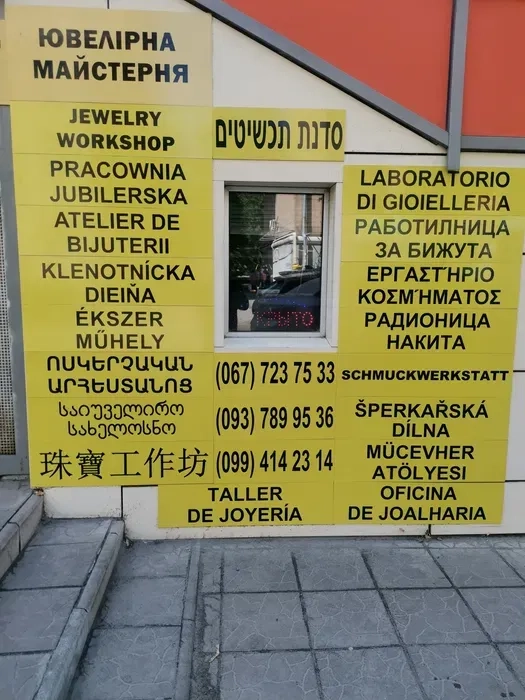 ЮВЕЛІРНА
МАЙСТЕРНЯ
JEWELRY
WORKSHOP
PRACOWNIA
JUBILERSKA
ATELIER DE
BIJUTERII
KLENOTNÍCKA
DIEIŇA
ÉKSZER
MŰHELY
ՈՍԿԵՐՉԱԿԱՆ
ԱՐՀԵՍՏԱՆՈՑ
საიუველირო
სახელოსნო
珠寶工作坊
סדנת תכשיטים
КРЫТО
(067) 723 75 33
(093) 789 95 36
(099) 414 23 14
LABORATORIO
DI GIOIELLERIA
РАБОТИЛНИЦА
ЗА БИЖУТА
ΕΡΓΑΣΤΉΡΙΟ
ΚΟΣΜΉΜΑΤΟΣ
РАДИОНИЦА
НАКИТА
SCHMUCKWERKSTATT
ŠPERKAŘSKÁ
DÍLNA
MÜCEVHER
ATÖLYESI
TALLER
DE JOYERÍA
OFICINA
DE JOALHARIA